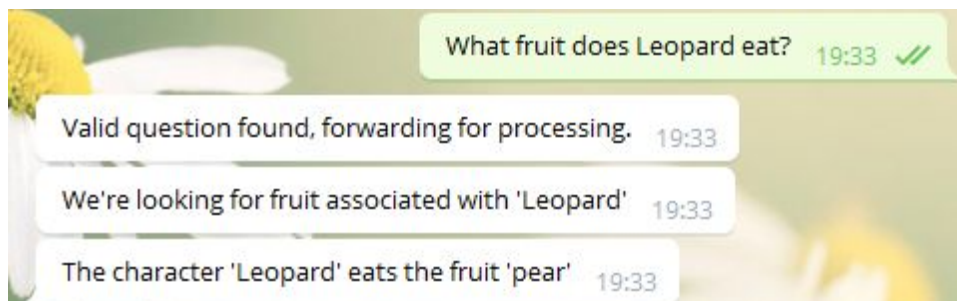 What fruit does Leopard eat? 19:33
Valid question found, forwarding for processing. 19:33
We're looking for fruit associated with 'Leopard' 19:33
The character 'Leopard' eats the fruit 'pear' 19:33